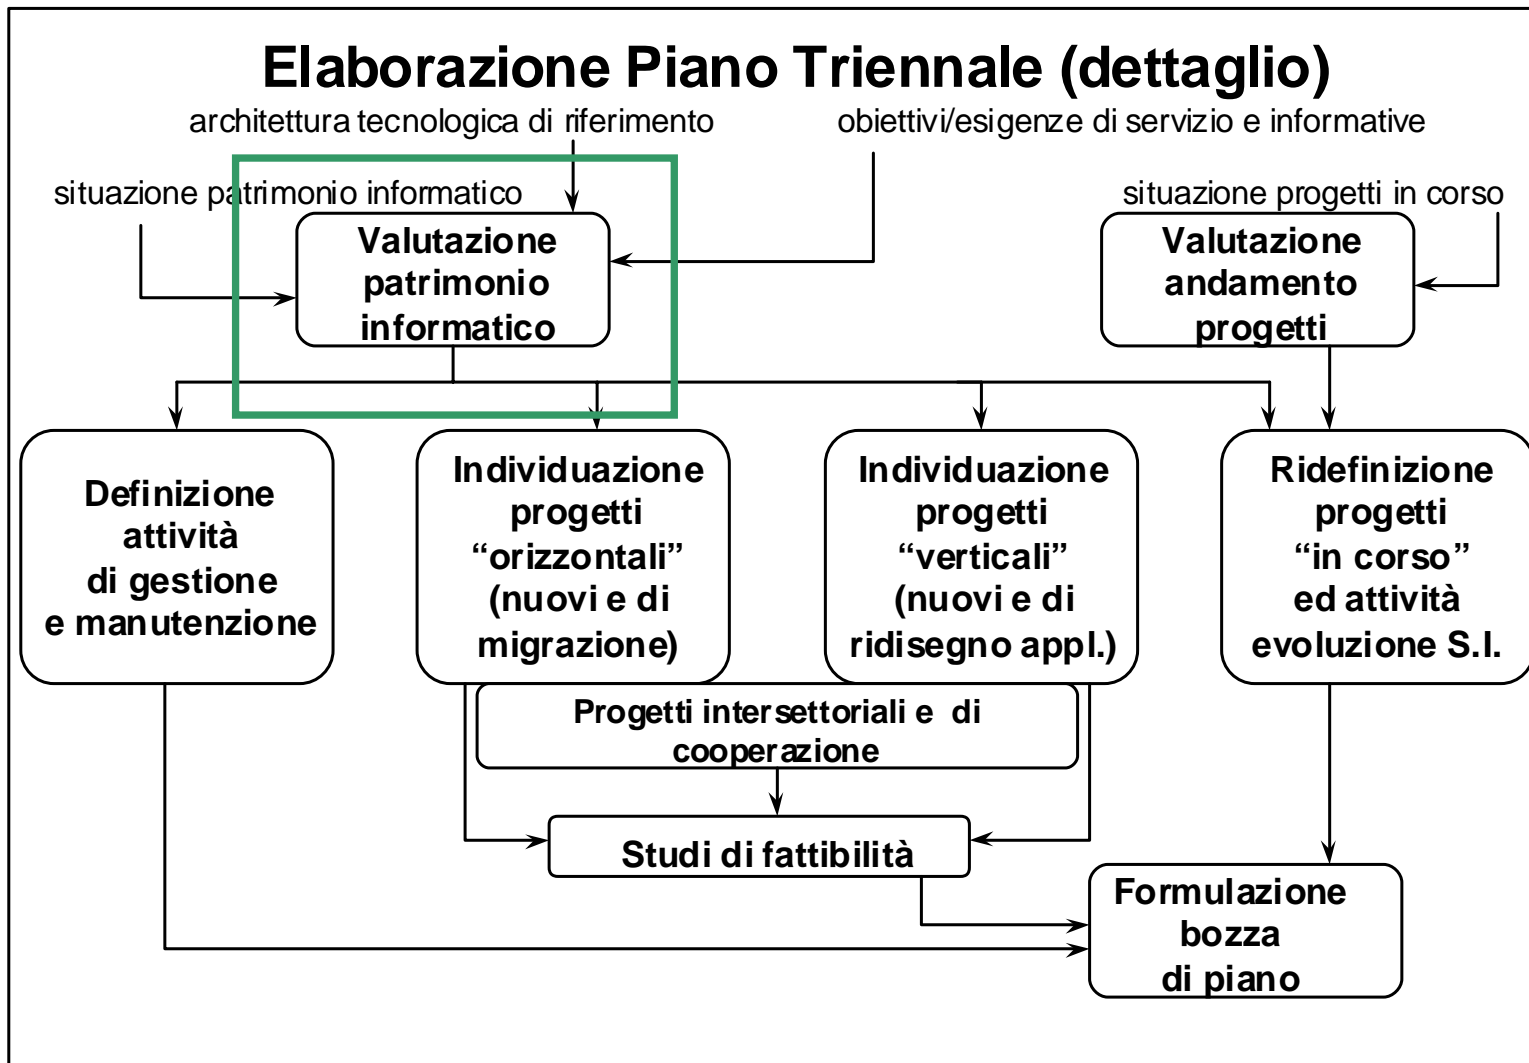 Elaborazione Piano Triennale (dettaglio)
architettura tecnologica di riferimento
obiettivi/esigenze di servizio e informative
situazione patrimonio informatico
situazione progetti in corso
Valutazione
patrimonio
informatico
Valutazione
andamento
progetti
Definizione
attività
di gestione
e manutenzione
Individuazione
progetti
“orizzontali”
(nuovi e di
migrazione)
Individuazione
progetti
“verticali”
(nuovi e di
ridisegno appl.)
Ridefinizione
progetti
“in corso”
ed attività
evoluzione S.I.
Progetti intersettoriali e di
cooperazione
Studi di fattibilità
Formulazione
bozza
di piano